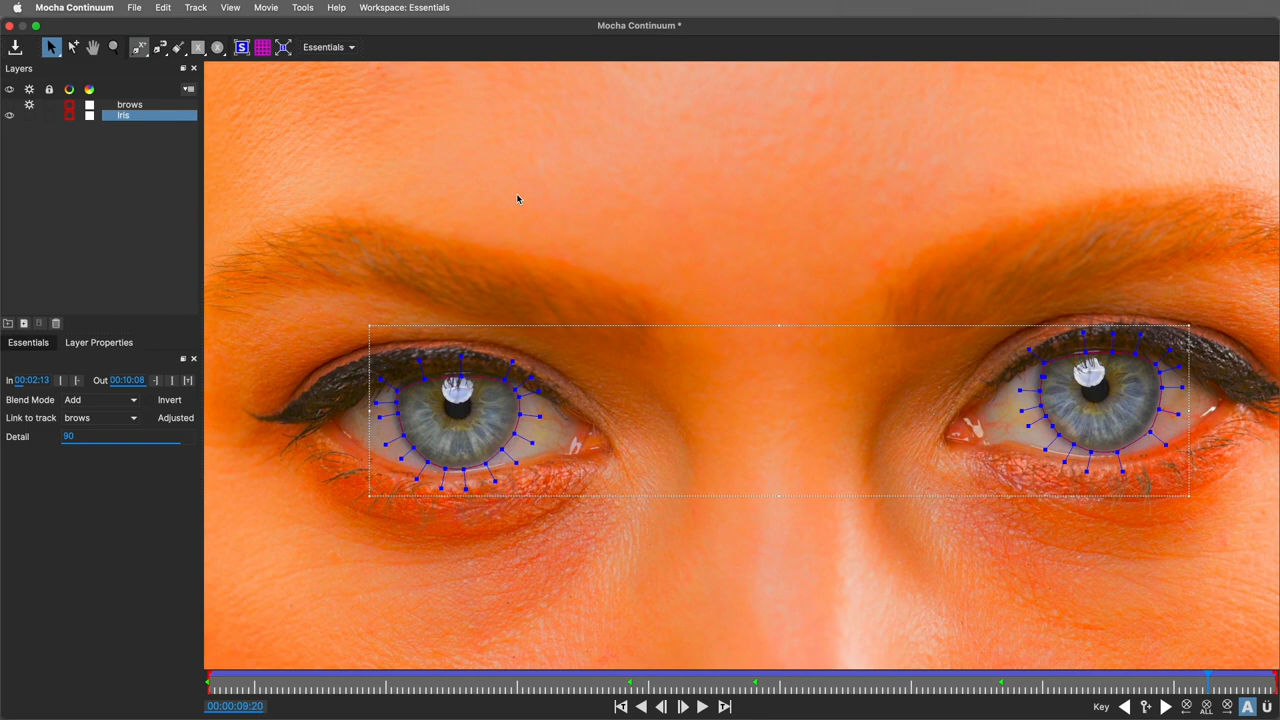 Mocha Continuum File Edit Track View Movie Tools Help Workspace: Essentials
Mocha Continuum *
S Essentials
Layers
brows
Iris
Essentials Layer Properties
In 00:02:13 Out 00:10:08
Blend Mode Add Invert
Link to track brows Adjusted
Detail 90
00:00:09:20 Key ALL A Ü